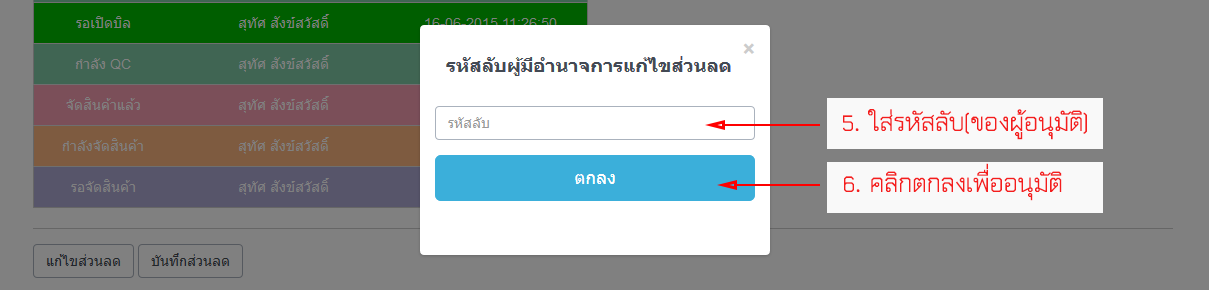 รอเปิดบิล สุทัศ สังข์สวัสดิ์ 16-06-2015 11:26:50
กำลัง QC สุทัศ สังข์สวัสดิ์
จัดสินค้าแล้ว สุทัศ สังข์สวัสดิ์
กำลังจัดสินค้า สุทัศ สังข์สวัสดิ์
รอจัดสินค้า สุทัศ สังข์สวัสดิ์
×
รหัสลับผู้มีอำนาจการแก้ไขส่วนลด
รหัสลับ
ตกลง
5. ใส่รหัสลับ(ของผู้อนุมัติ)
6. คลิกตกลงเพื่ออนุมัติ
แก้ไขส่วนลด บันทึกส่วนลด